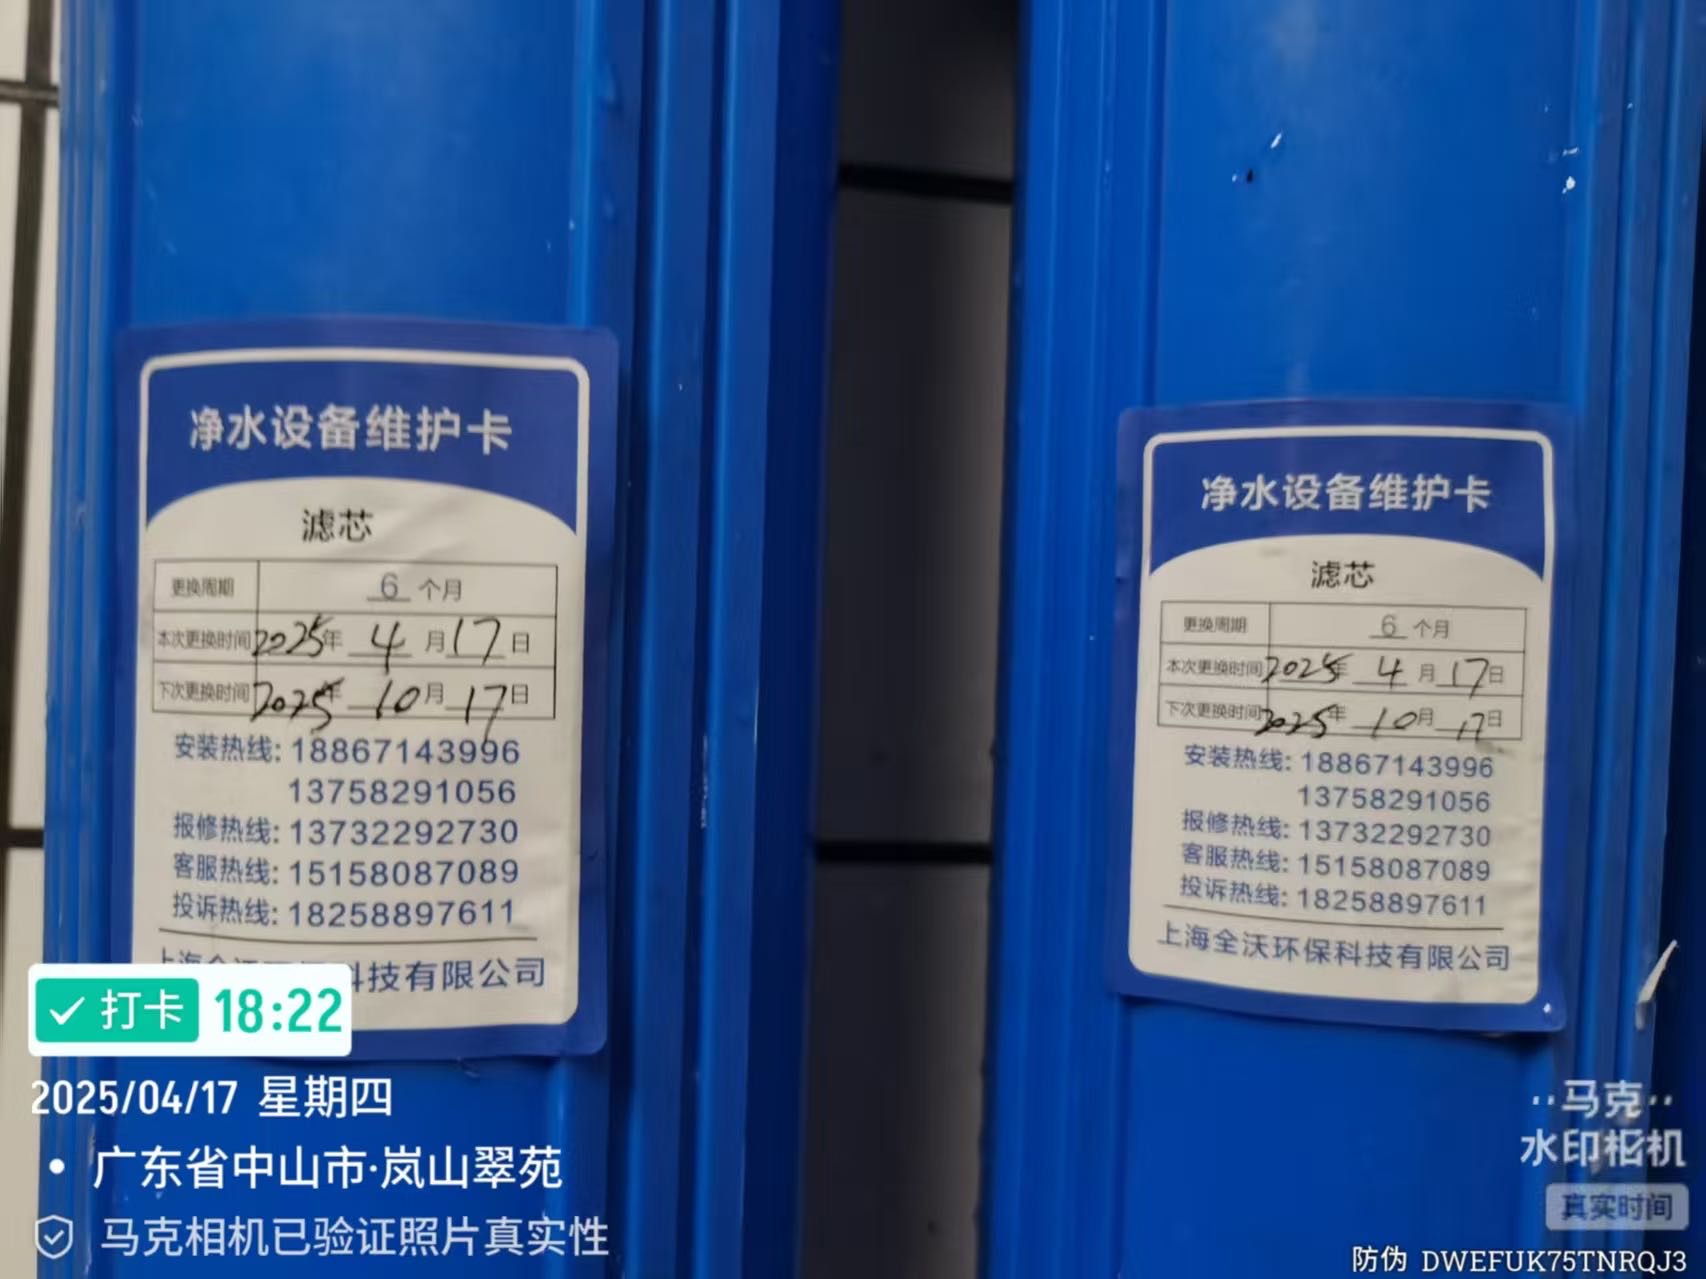 净水设备维护卡
滤芯
更换周期 6 个月
本次更换时间 2025年 4 月 17 日
下次更换时间 2025年 10 月 17 日
安装热线: 18867143996
13758291056
报修热线: 13732292730
客服热线: 15158087089
投诉热线: 18258897611
科技有限公司
净水设备维护卡
滤芯
更换周期 6 个月
本次更换时间 2025年 4 月 17 日
下次更换时间 2025年 10 月 17 日
安装热线: 18867143996
13758291056
报修热线: 13732292730
客服热线: 15158087089
投诉热线: 18258897611
上海全沃环保科技有限公司
打卡 18:22
2025/04/17 星期四
广东省中山市·岚山翠苑
马克相机已验证照片真实性
马克
水印相机
真实时间
防伪 DWEFUK75TNRQJ3